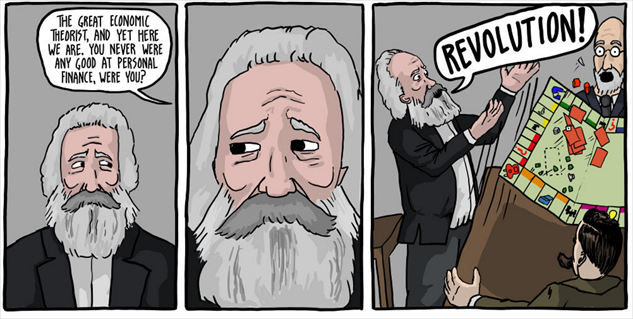 THE GREAT ECONOMIC
THEORIST, AND YET HERE
WE ARE. YOU NEVER WERE
ANY GOOD AT PERSONAL
FINANCE, WERE YOU?
REVOLUTION!